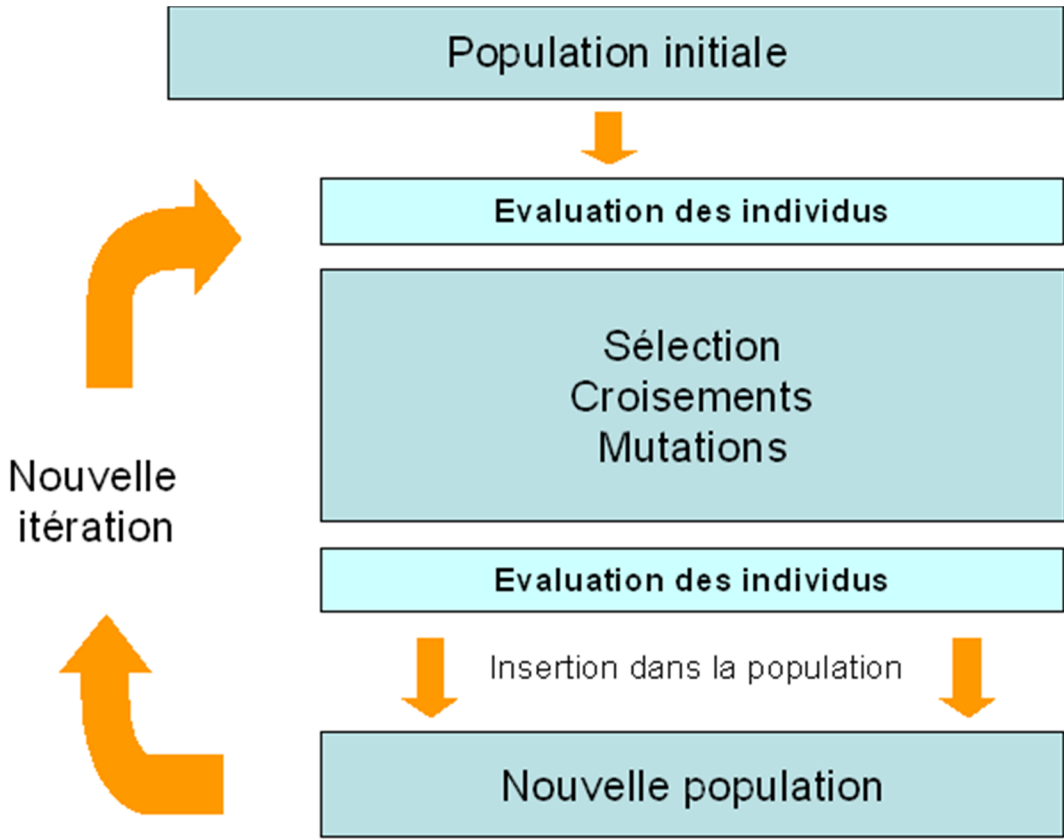 Population initiale
Evaluation des individus
Sélection
Croisements
Mutations
Nouvelle
itération
Evaluation des individus
Insertion dans la population
Nouvelle population